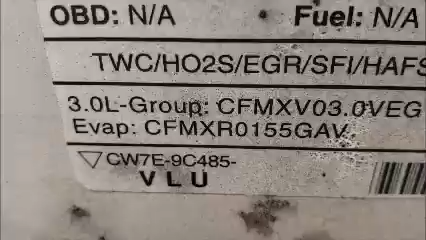 OBD: N/A Fuel: N/A
TWC/HO2S/EGR/SFI/HAFS
3.0L-Group: CFMXV03.0VEG
Evap: CFMXR0155GAV
▽CW7E-9C485-
VLU